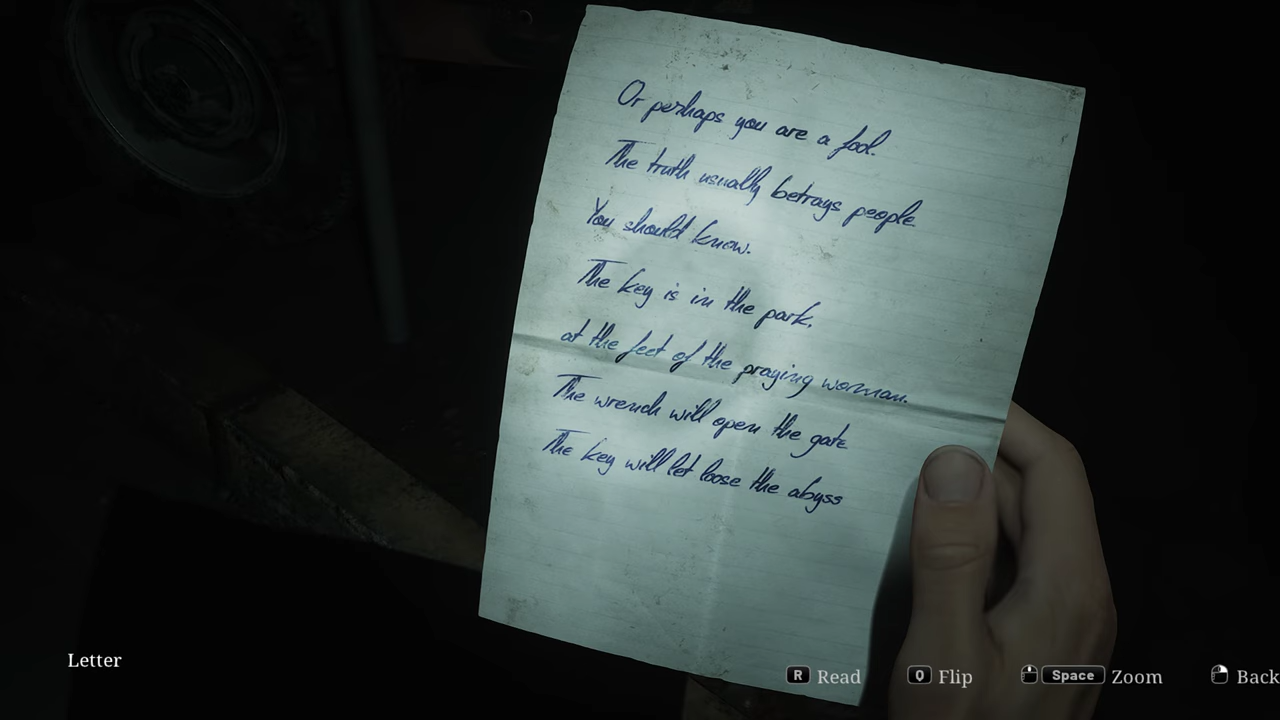 Or perhaps you are a fool.
The truth usually betrays people.
You should know.
The key is in the park,
at the feet of the praying woman.
The wrench will open the gate
The key will let loose the abyss
Letter
R Read
Q Flip
Space Zoom
Back